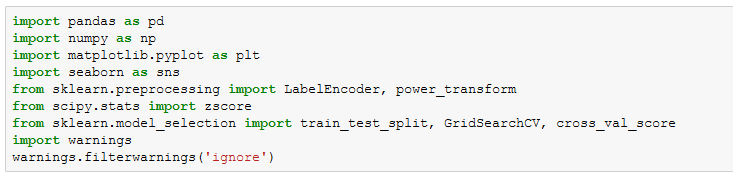 import pandas as pd
import numpy as np
import matplotlib.pyplot as plt
import seaborn as sns
from sklearn.preprocessing import LabelEncoder, power_transform
from scipy.stats import zscore
from sklearn.model_selection import train_test_split, GridSearchCV, cross_val_score
import warnings
warnings.filterwarnings('ignore')